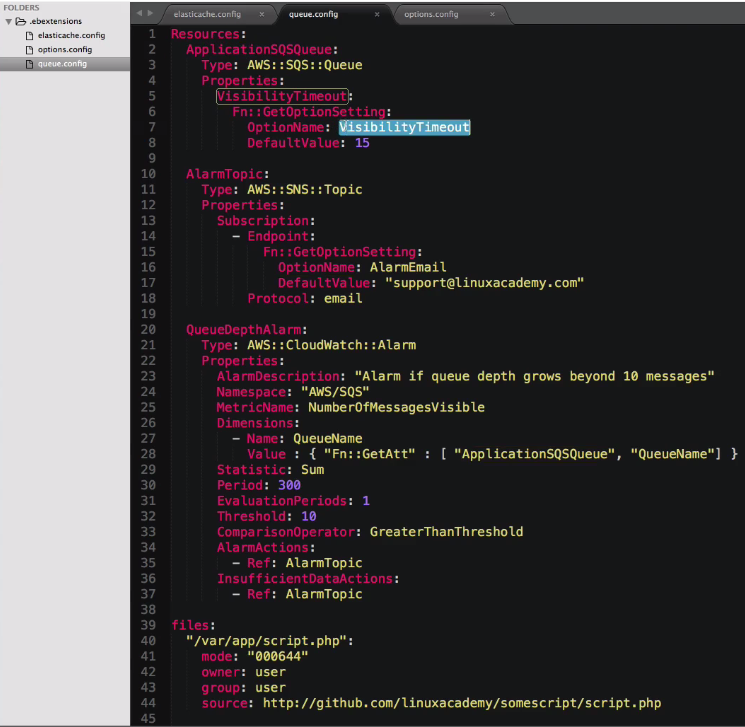 FOLDERS
.ebextensions
elasticache.config
options.config
queue.config
elasticache.config × queue.config × options.config ×
1 Resources:
2 ApplicationSQSQueue:
3 Type: AWS::SQS::Queue
4 Properties:
5 VisibilityTimeout:
6 Fn::GetOptionSetting:
7 OptionName: VisibilityTimeout
8 DefaultValue: 15
9
10 AlarmTopic:
11 Type: AWS::SNS::Topic
12 Properties:
13 Subscription:
14 - Endpoint:
15 Fn::GetOptionSetting:
16 OptionName: AlarmEmail
17 DefaultValue: "support@linuxacademy.com"
18 Protocol: email
19
20 QueueDepthAlarm:
21 Type: AWS::CloudWatch::Alarm
22 Properties:
23 AlarmDescription: "Alarm if queue depth grows beyond 10 messages"
24 Namespace: "AWS/SQS"
25 MetricName: NumberOfMessagesVisible
26 Dimensions:
27 - Name: QueueName
28 Value : { "Fn::GetAtt" : [ "ApplicationSQSQueue", "QueueName"] }
29 Statistic: Sum
30 Period: 300
31 EvaluationPeriods: 1
32 Threshold: 10
33 ComparisonOperator: GreaterThanThreshold
34 AlarmActions:
35 - Ref: AlarmTopic
36 InsufficientDataActions:
37 - Ref: AlarmTopic
38
39 files:
40 "/var/app/script.php":
41 mode: "000644"
42 owner: user
43 group: user
44 source: http://github.com/linuxacademy/somescript/script.php
45